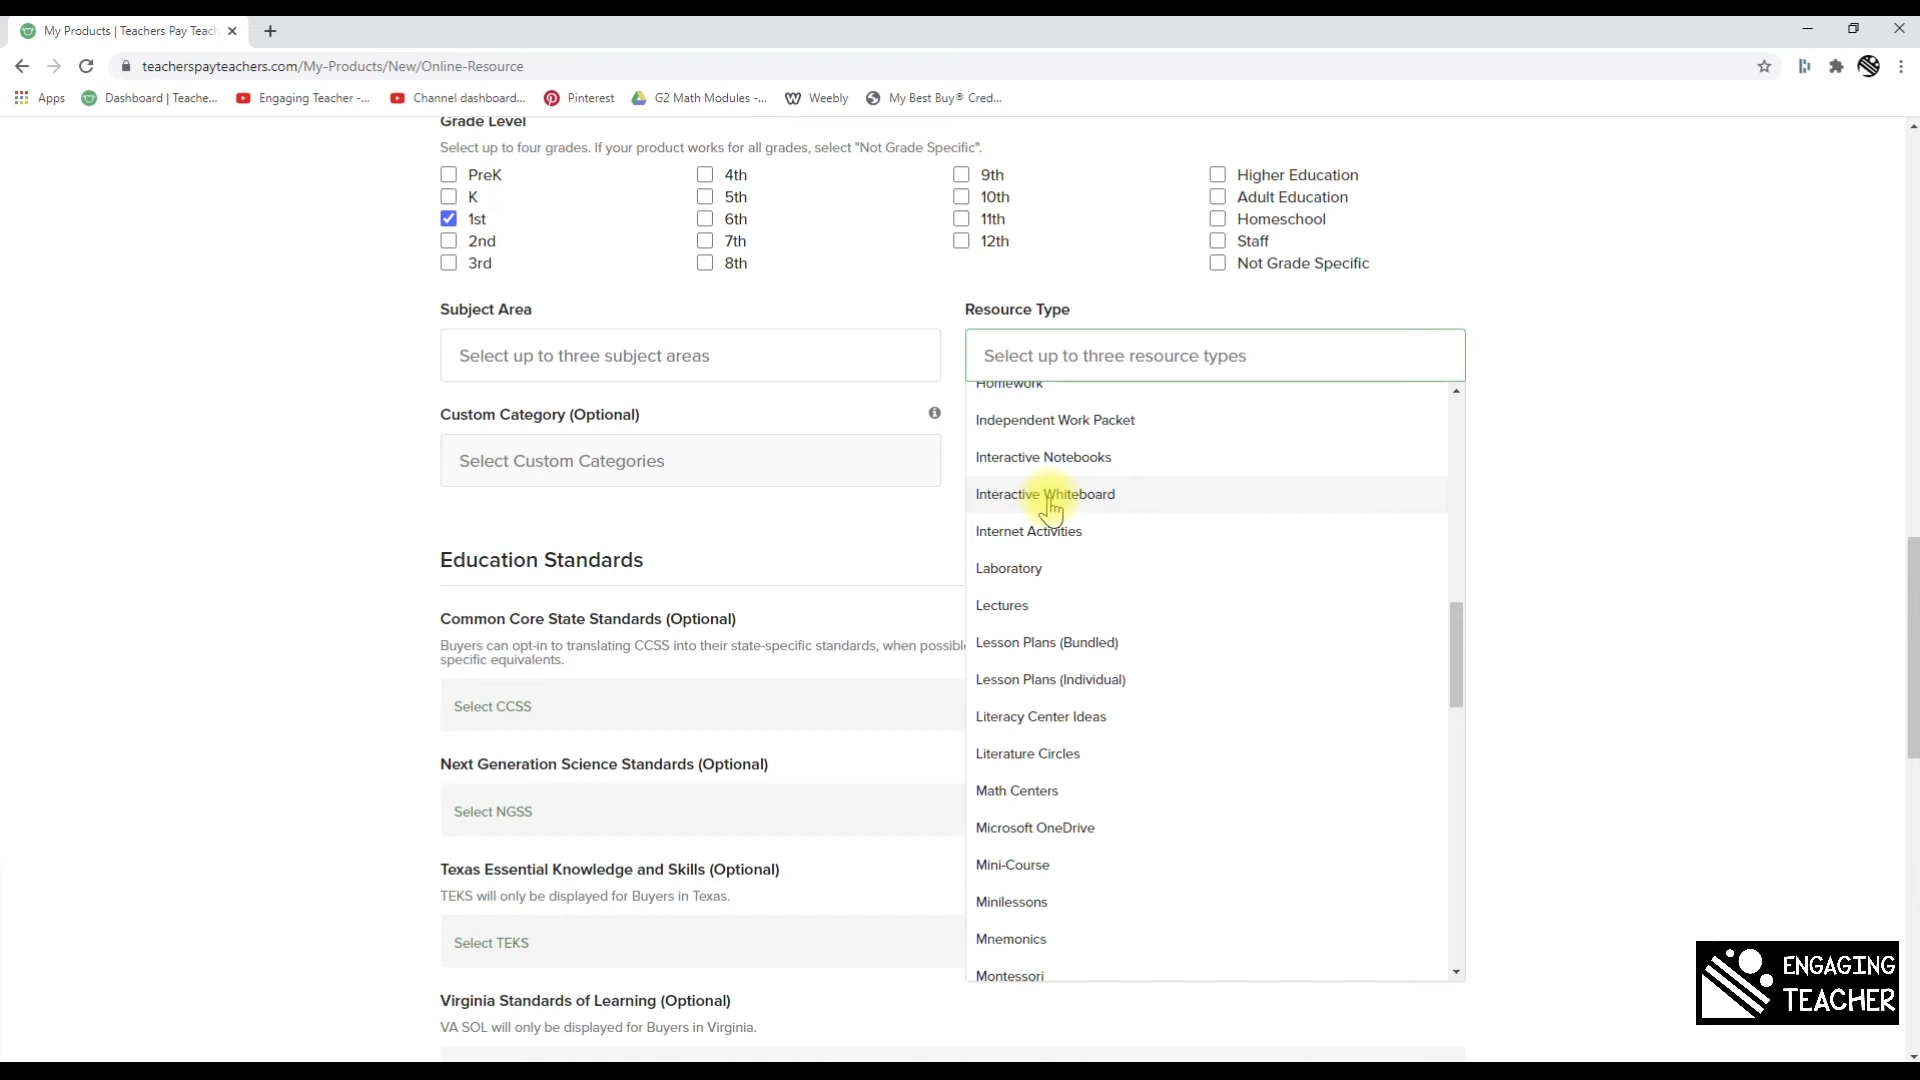 My Products | Teachers Pay Teach
teacherspayteachers.com/My-Products/New/Online-Resource
Apps
Dashboard | Teache...
Engaging Teacher -...
Channel dashboard...
Pinterest
G2 Math Modules -...
Weebly
My Best Buy® Cred...
Grade Level
Select up to four grades. If your product works for all grades, select "Not Grade Specific".
PreK
K
1st
2nd
3rd
4th
5th
6th
7th
8th
9th
10th
11th
12th
Higher Education
Adult Education
Homeschool
Staff
Not Grade Specific
Subject Area
Select up to three subject areas
Custom Category (Optional)
Select Custom Categories
Resource Type
Select up to three resource types
Homework
Independent Work Packet
Interactive Notebooks
Interactive Whiteboard
Internet Activities
Laboratory
Lectures
Lesson Plans (Bundled)
Lesson Plans (Individual)
Literacy Center Ideas
Literature Circles
Math Centers
Microsoft OneDrive
Mini-Course
Minilessons
Mnemonics
Montessori
Education Standards
Common Core State Standards (Optional)
Buyers can opt-in to translating CCSS into their state-specific standards, when possible
specific equivalents.
Select CCSS
Next Generation Science Standards (Optional)
Select NGSS
Texas Essential Knowledge and Skills (Optional)
TEKS will only be displayed for Buyers in Texas.
Select TEKS
Virginia Standards of Learning (Optional)
VA SOL will only be displayed for Buyers in Virginia.
ENGAGING
TEACHER